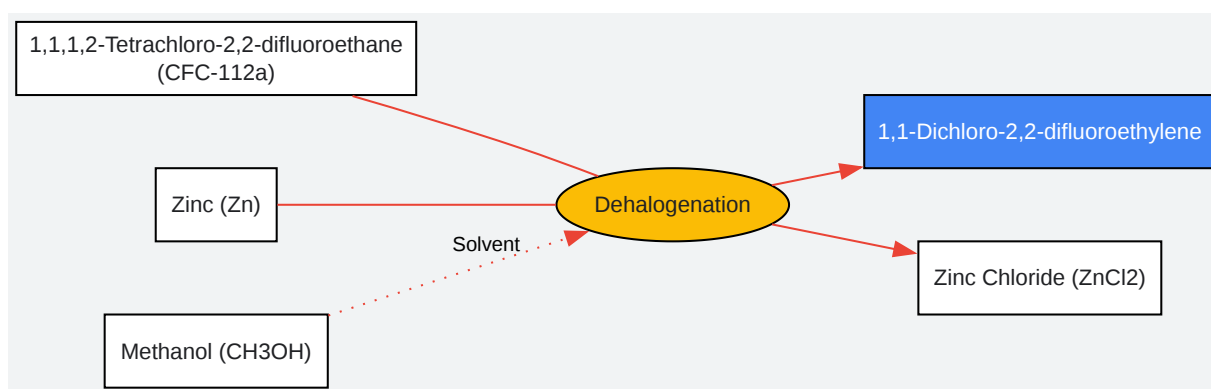 1,1,1,2-Tetrachloro-2,2-difluoroethane
(CFC-112a)
1,1-Dichloro-2,2-difluoroethylene
Zinc (Zn)
Dehalogenation
Solvent
Zinc Chloride (ZnCl2)
Methanol (CH3OH)